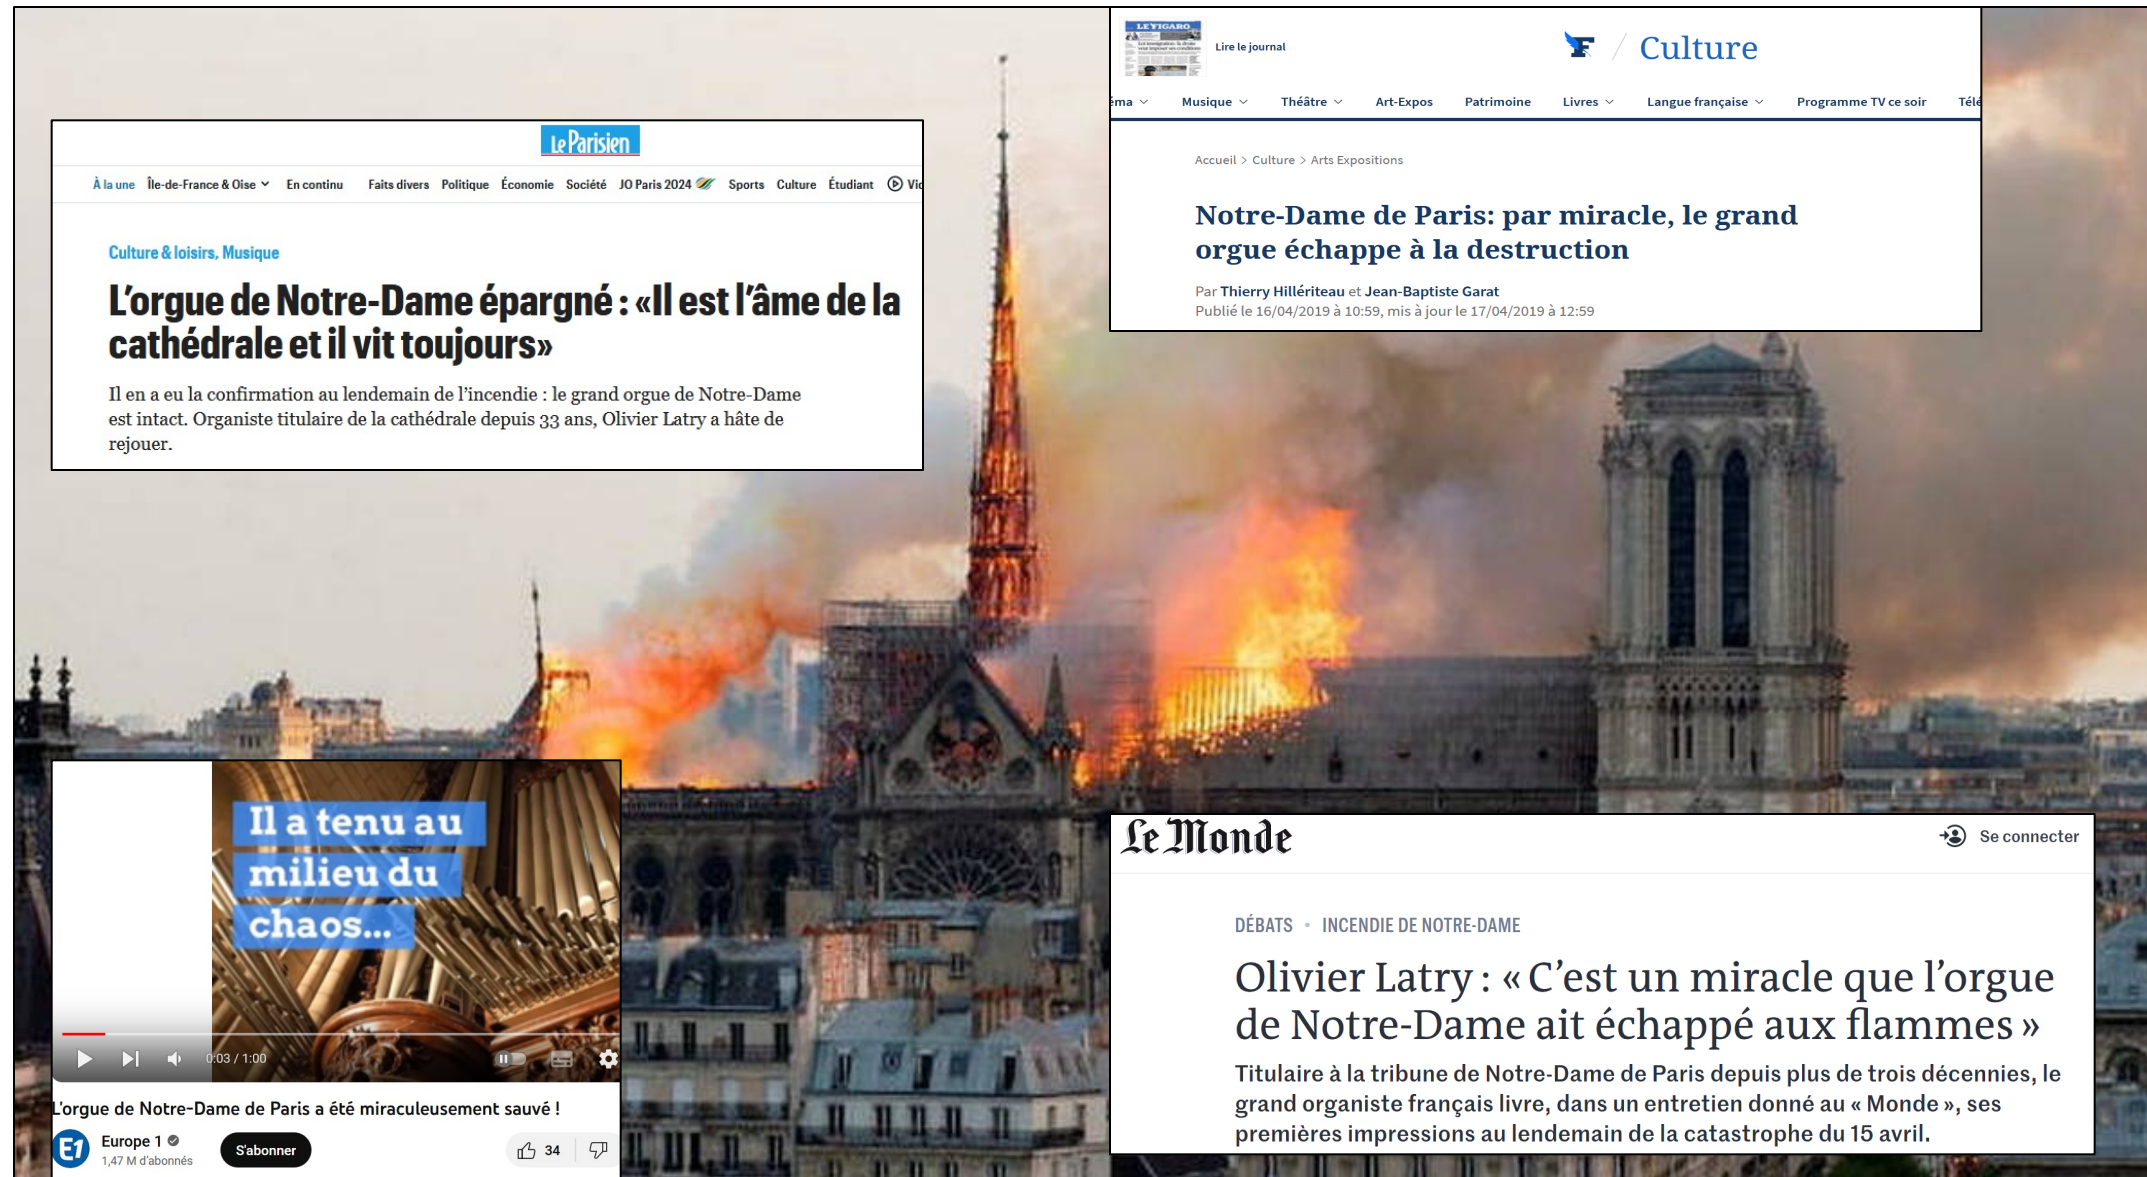 Le Parisien
À la une Île-de-France & Oise En continu Faits divers Politique Économie Société JO Paris 2024 Sports Culture Étudiant
Culture & loisirs, Musique
L'orgue de Notre-Dame épargné : «Il est l'âme de la
cathédrale et il vit toujours»
Il en a eu la confirmation au lendemain de l'incendie : le grand orgue de Notre-Dame
est intact. Organiste titulaire de la cathédrale depuis 33 ans, Olivier Latry a hâte de
rejouer.
LE FIGARO
Lire le journal
F / Culture
éma Musique Théâtre Art-Expos Patrimoine Livres Langue française Programme TV ce soir Télé
Accueil > Culture > Arts Expositions
Notre-Dame de Paris: par miracle, le grand
orgue échappe à la destruction
Par Thierry Hillériteau et Jean-Baptiste Garat
Publié le 16/04/2019 à 10:59, mis à jour le 17/04/2019 à 12:59
Il a tenu au
milieu du
chaos...
0:03 / 1:00
L'orgue de Notre-Dame de Paris a été miraculeusement sauvé !
E1 Europe 1
1,47 M d'abonnés
S'abonner
34
Le Monde
Se connecter
DÉBATS • INCENDIE DE NOTRE-DAME
Olivier Latry : « C'est un miracle que l'orgue
de Notre-Dame ait échappé aux flammes »
Titulaire à la tribune de Notre-Dame de Paris depuis plus de trois décennies, le
grand organiste français livre, dans un entretien donné au « Monde », ses
premières impressions au lendemain de la catastrophe du 15 avril.